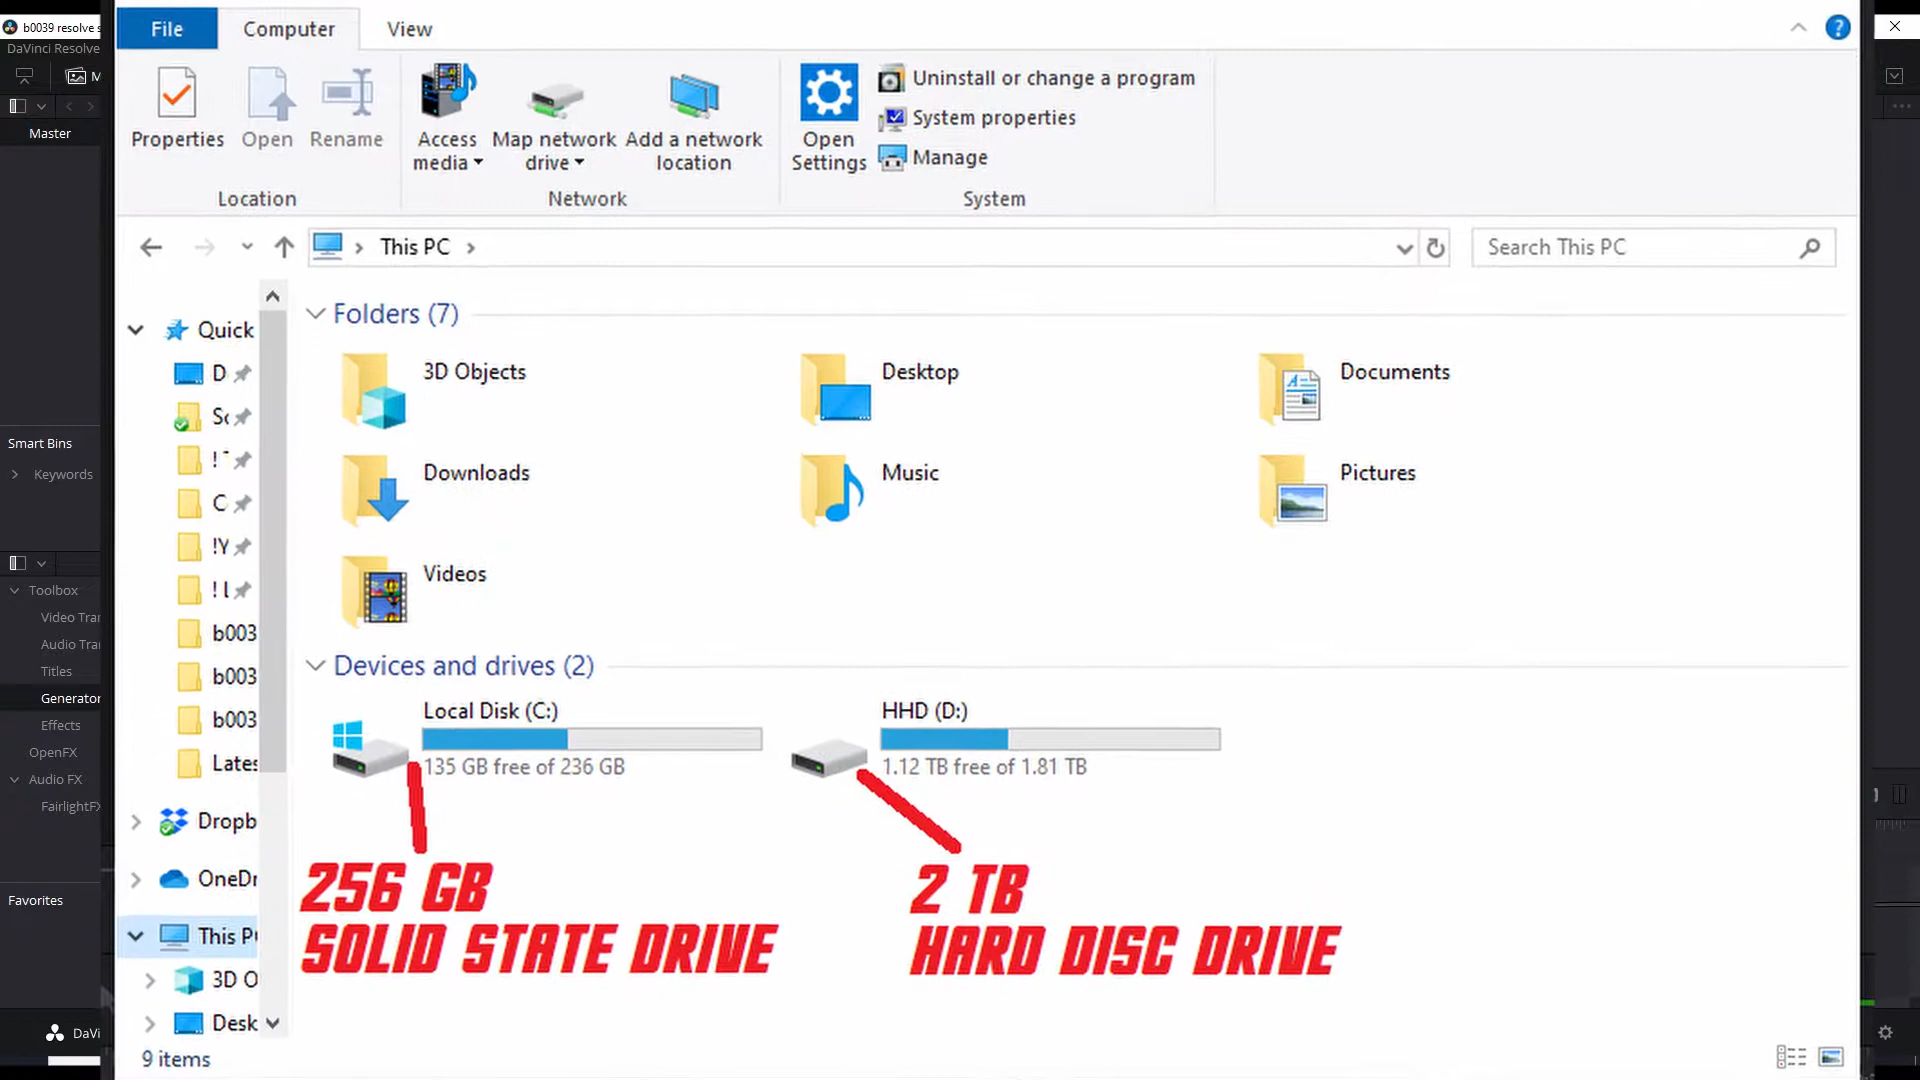 b0039 resolve s
File
Computer
View
DaVinci Resolve
M
Master
Properties
Open
Rename
Access media
Map network drive
Add a network location
Open Settings
Uninstall or change a program
System properties
Manage
Location
Network
System
This PC
Search This PC
Quick
D
Sc
! T
C
!Y
! L
b003
b003
b003
Lates
Dropb
OneDr
This P
3D O
Desk
Folders (7)
3D Objects
Desktop
Documents
Downloads
Music
Pictures
Videos
Devices and drives (2)
Local Disk (C:)
135 GB free of 236 GB
HHD (D:)
1.12 TB free of 1.81 TB
256 GB
SOLID STATE DRIVE
2 TB
HARD DISC DRIVE
Smart Bins
Keywords
Toolbox
Video Tran
Audio Tra
Titles
Generator
Effects
OpenFX
Audio FX
FairlightFX
Favorites
DaVi
9 items